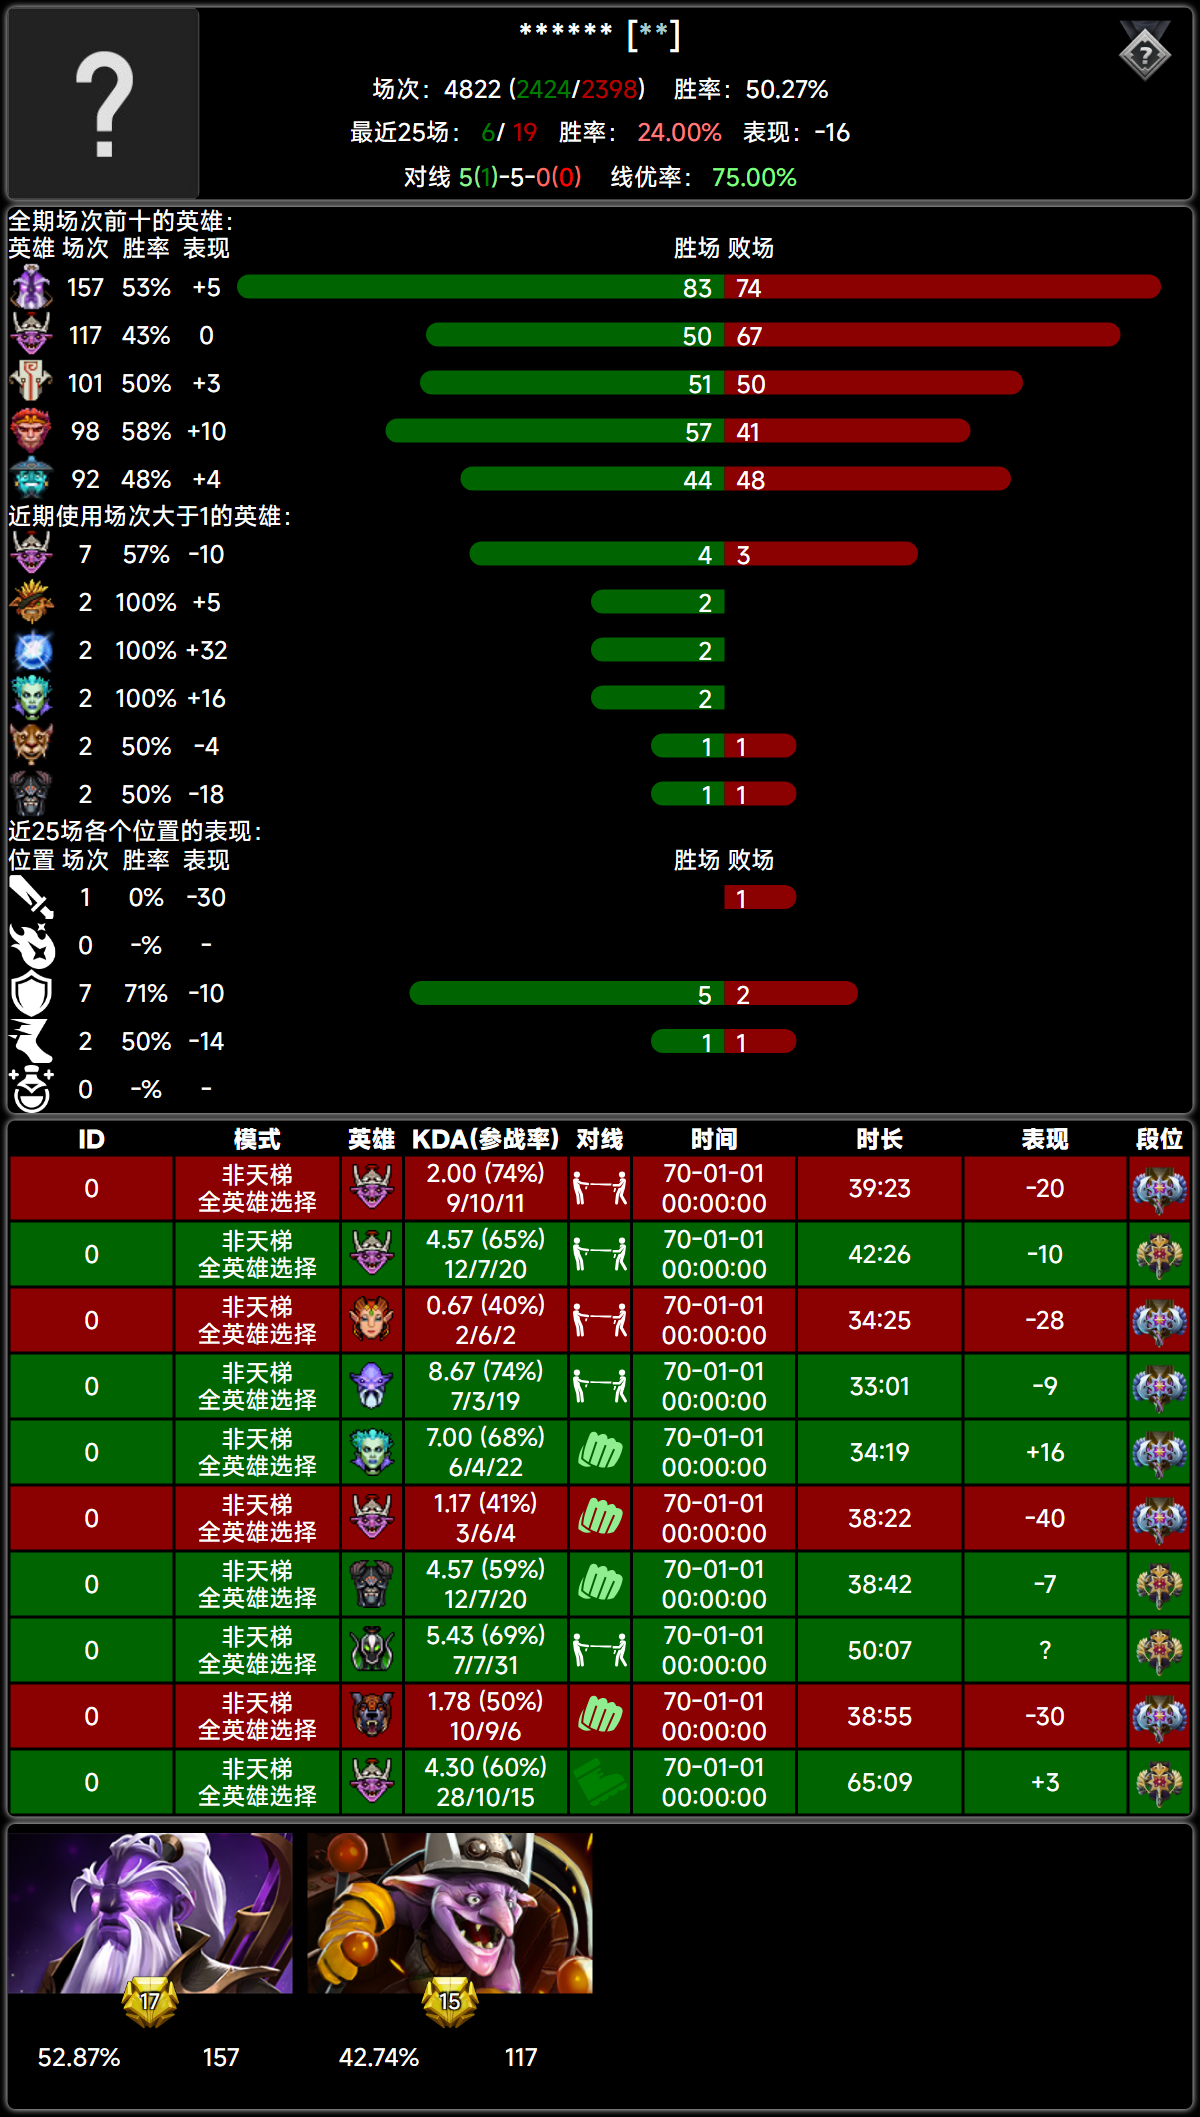 ?
****** [**]
?
场次：4822 (2424/2398) 胜率：50.27%
最近25场： 6/ 19 胜率： 24.00% 表现：-16
对线 5(1)-5-0(0) 线优率： 75.00%
全期场次前十的英雄：
英雄 场次 胜率 表现 胜场 败场
157 53% +5 83 74
117 43% 0 50 67
101 50% +3 51 50
98 58% +10 57 41
92 48% +4 44 48
近期使用场次大于1的英雄：
7 57% -10 4 3
2 100% +5 2
2 100% +32 2
2 100% +16 2
2 50% -4 1 1
2 50% -18 1 1
近25场各个位置的表现：
位置 场次 胜率 表现 胜场 败场
1 0% -30 1
0 -% -
7 71% -10 5 2
2 50% -14 1 1
0 -% -
ID 模式 英雄 KDA(参战率) 对线 时间 时长 表现 段位
非天梯 2.00 (74%) 70-01-01
0 39:23 -20
全英雄选择 9/10/11 00:00:00
非天梯 4.57 (65%) 70-01-01
0 42:26 -10
全英雄选择 12/7/20 00:00:00
非天梯 0.67 (40%) 70-01-01
0 34:25 -28
全英雄选择 2/6/2 00:00:00
非天梯 8.67 (74%) 70-01-01
0 33:01 -9
全英雄选择 7/3/19 00:00:00
非天梯 7.00 (68%) 70-01-01
0 34:19 +16
全英雄选择 6/4/22 00:00:00
非天梯 1.17 (41%) 70-01-01
0 38:22 -40
全英雄选择 3/6/4 00:00:00
非天梯 4.57 (59%) 70-01-01
0 38:42 -7
全英雄选择 12/7/20 00:00:00
非天梯 5.43 (69%) 70-01-01
0 50:07 ?
全英雄选择 7/7/31 00:00:00
非天梯 1.78 (50%) 70-01-01
0 38:55 -30
全英雄选择 10/9/6 00:00:00
非天梯 4.30 (60%) 70-01-01
0 65:09 +3
全英雄选择 28/10/15 00:00:00
17 15
52.87% 157 42.74% 117